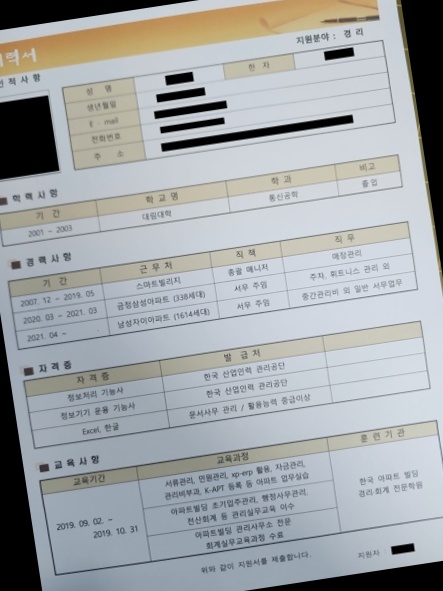 이력서
지원분야 : 경 리
인 적 사 항
성 명
한 자
생년월일
E - mail
전화번호
주 소
학 력 사 항
기 간 학 교 명 학 과 비고
2001. ~ 2003 대림대학 통신공학 졸 업
경 력 사 항
기 간 근 무 처 직 책 직 무
2007. 12 ~ 2019. 05 스마트빌리지 총괄 매니저 매장관리
2020. 03 ~ 2021. 03 금정삼성아파트 (338세대) 서무 주임 주차, 휘트니스 관리 외
2021. 04 ~ 남성자이아파트 (1614세대) 서무 주임 중간관리비 외 일반 서무업무
자 격 증
자 격 증 발 급 처
정보처리 기능사 한국 산업인력 관리공단
정보기기 운용 기능사 한국 산업인력 관리공단
Excel, 한글 문서사무 관리 / 활용능력 중급이상
교 육 사 항
교육기간 교육과정 훈 련 기 관
2019. 09. 02. ~
2019. 10. 31
서류관리, 민원관리, xp-erp 활용, 자금관리,
관리비부과, K-APT 등록 등 아파트 업무실습
아파트빌딩 초기업주관리, 행정사무관리,
전산회계 등 관리실무교육 이수
아파트빌딩 관리사무소 전문
회계실무교육과정 수료
한국 아파트 빌딩
경리·회계 전문학원
위와 같이 지원서를 제출합니다.
지원자 :